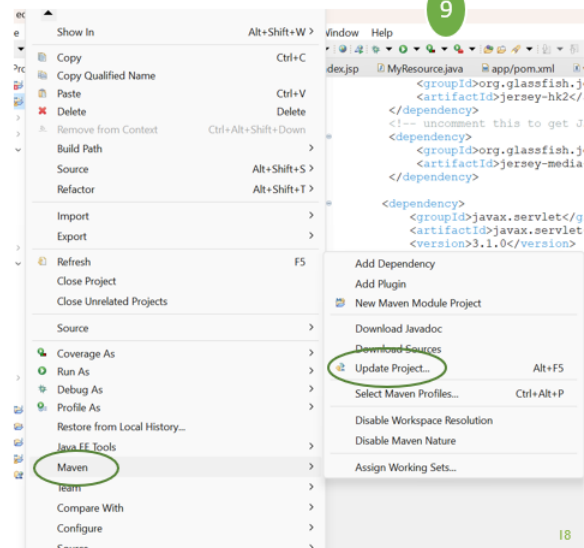 9
ec
e
Window Help
Show In Alt+Shift+W >
Copy Ctrl+C
Copy Qualified Name
Paste Ctrl+V
Delete Delete
Remove from Context Ctrl+Alt+Shift+Down
Build Path >
Source Alt+Shift+S >
Refactor Alt+Shift+T >
Import >
Export >
Refresh F5
Close Project
Close Unrelated Projects
Source >
Coverage As >
Run As >
Debug As >
Profile As >
Restore from Local History...
Java EE Tools >
Maven >
Team >
Compare With >
Configure >
Source >
dex.jsp MyResource.java app/pom.xml
<groupId>org.glassfish.j
<artifactId>jersey-hk2</
</dependency>
<!-- uncomment this to get J
<dependency>
<groupId>org.glassfish.j
<artifactId>jersey-media
</dependency>
<dependency>
<groupId>javax.servlet</g
<artifactId>javax.servlet
<version>3.1.0</version>
Add Dependency
Add Plugin
New Maven Module Project
Download Javadoc
Download Sources
Update Project... Alt+F5
Select Maven Profiles... Ctrl+Alt+P
Disable Workspace Resolution
Disable Maven Nature
Assign Working Sets...
18